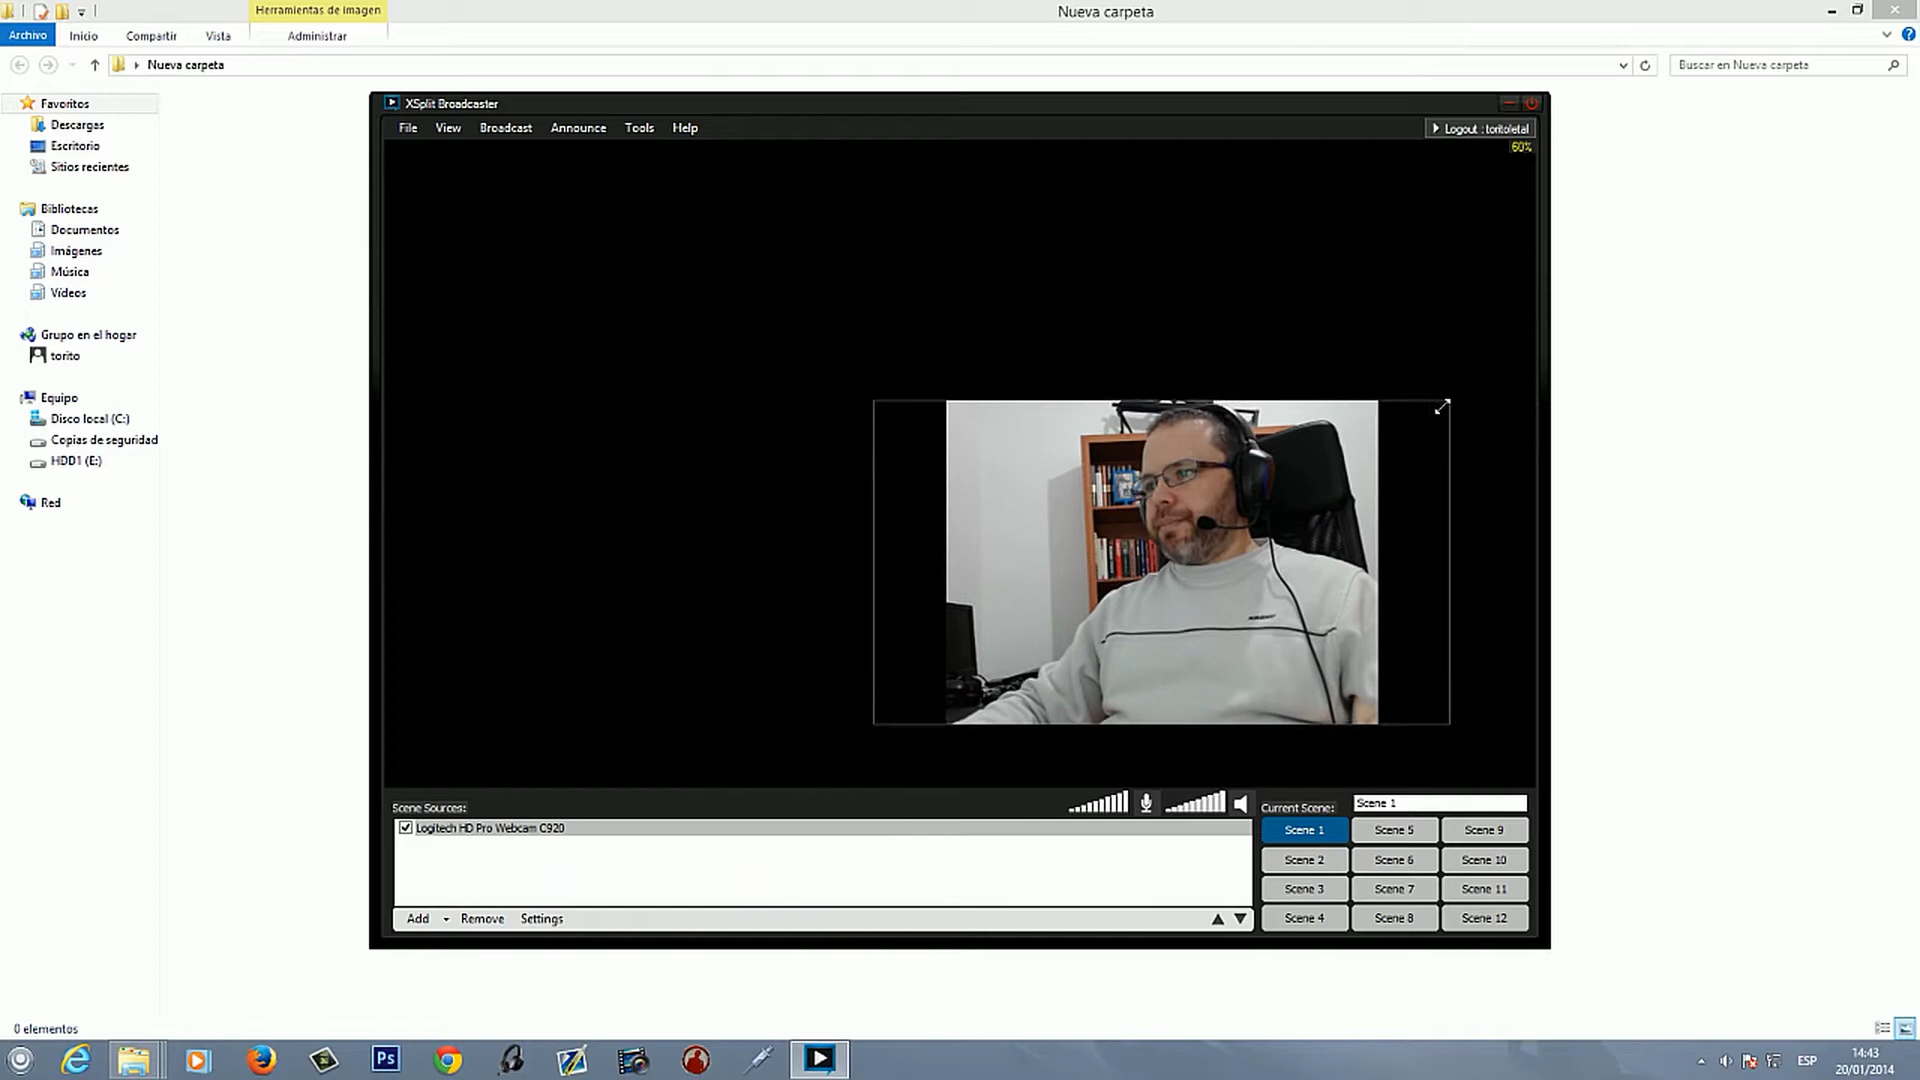 Herramientas de imagen
Nueva carpeta
Archivo
Inicio
Compartir
Vista
Administrar
Nueva carpeta
Buscar en Nueva carpeta
Favoritos
Descargas
Escritorio
Sitios recientes
Bibliotecas
Documentos
Imágenes
Música
Vídeos
Grupo en el hogar
torito
Equipo
Disco local (C:)
Copias de seguridad
HDD1 (E:)
Red
XSplit Broadcaster
File View Broadcast Announce Tools Help
Logout : toritoletal
60%
Scene Sources:
Logitech HD Pro Webcam C920
Add Remove Settings
Current Scene:
Scene 1
Scene 1 Scene 5 Scene 9
Scene 2 Scene 6 Scene 10
Scene 3 Scene 7 Scene 11
Scene 4 Scene 8 Scene 12
0 elementos
Ps
ESP
14:43
20/01/2014